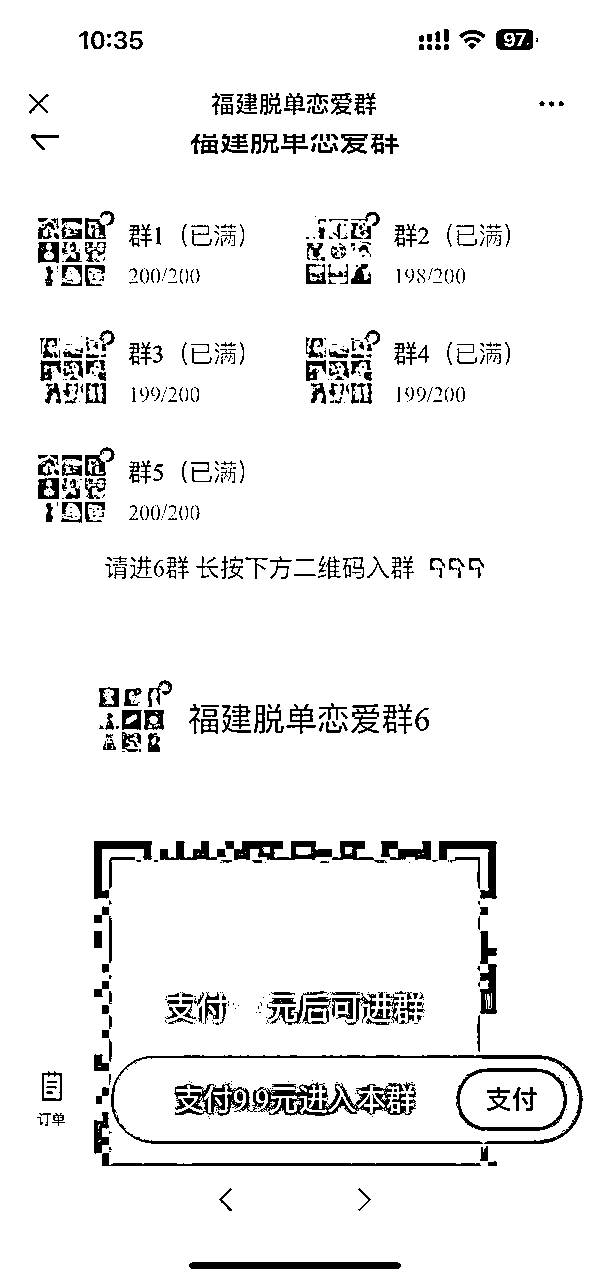 10:35
97
福建脱单恋爱群
福建脱单恋爱群
群1（已满）
200/200
群2（已满）
198/200
群3（已满）
199/200
群4（已满）
199/200
群5（已满）
200/200
请进6群 长按下方二维码入群 👇👇👇
福建脱单恋爱群6
支付 元后可进群
支付9.9元进入本群
支付
订单